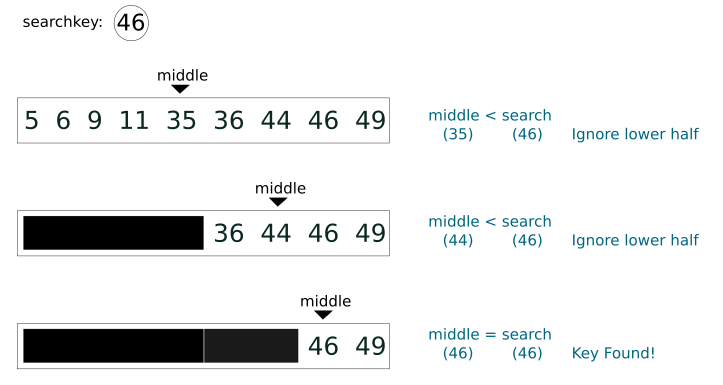 searchkey: 46
middle
5 6 9 11 35 36 44 46 49
middle < search
(35) (46) Ignore lower half
middle
36 44 46 49
middle < search
(44) (46) Ignore lower half
middle
46 49
middle = search
(46) (46) Key Found!